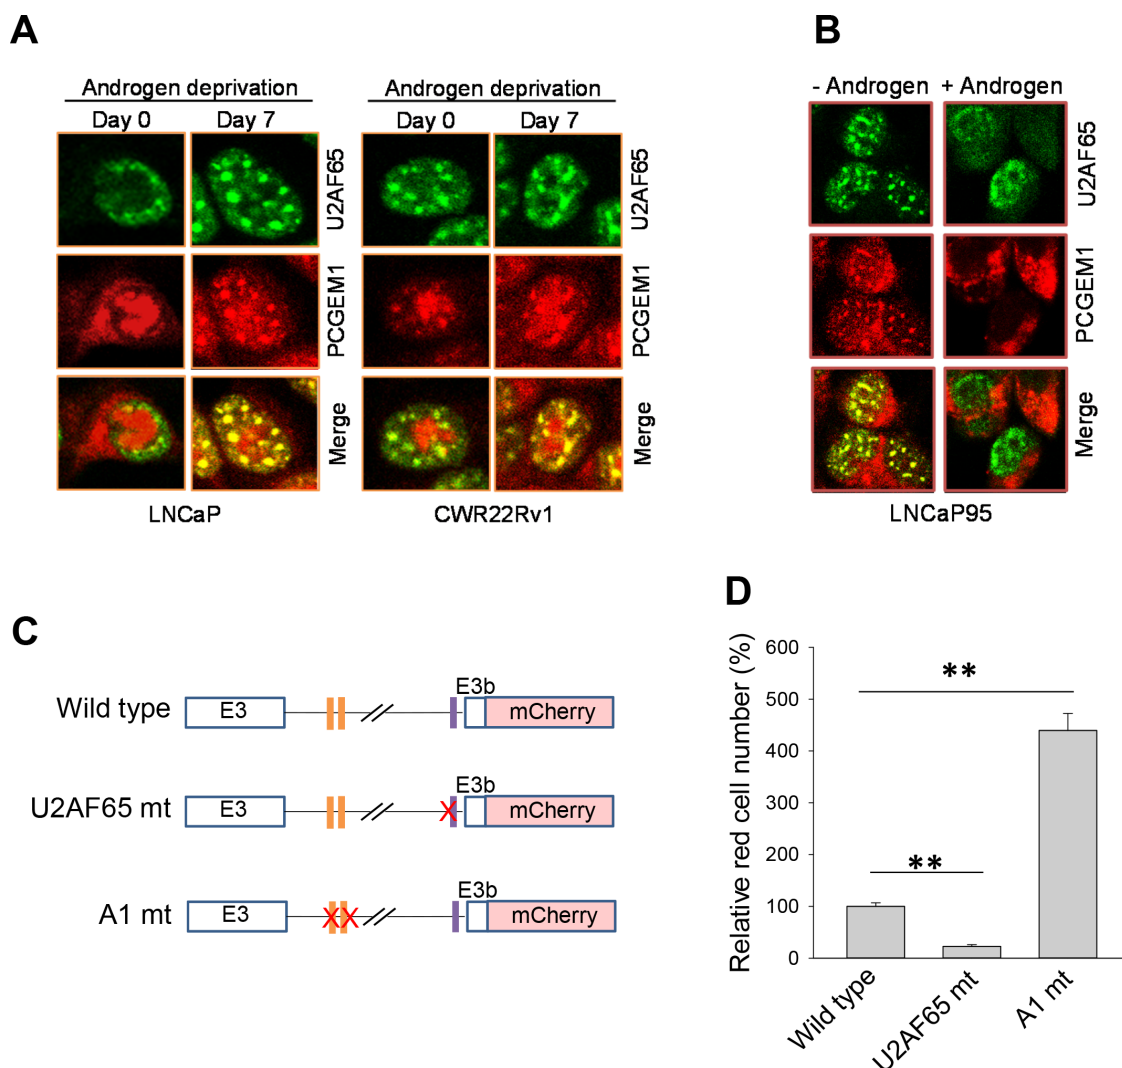 A
Androgen deprivation
Day 0
Day 7
Androgen deprivation
Day 0
Day 7
U2AF65
PCGEM1
Merge
U2AF65
PCGEM1
Merge
LNCaP
CWR22Rv1
B
- Androgen
+ Androgen
U2AF65
PCGEM1
Merge
LNCaP95
C
Wild type
E3
E3b
mCherry
U2AF65 mt
E3
X
E3b
mCherry
A1 mt
E3
XX
E3b
mCherry
D
Relative red cell number (%)
600
500
400
300
200
100
0
**
**
Wild type
U2AF65 mt
A1 mt